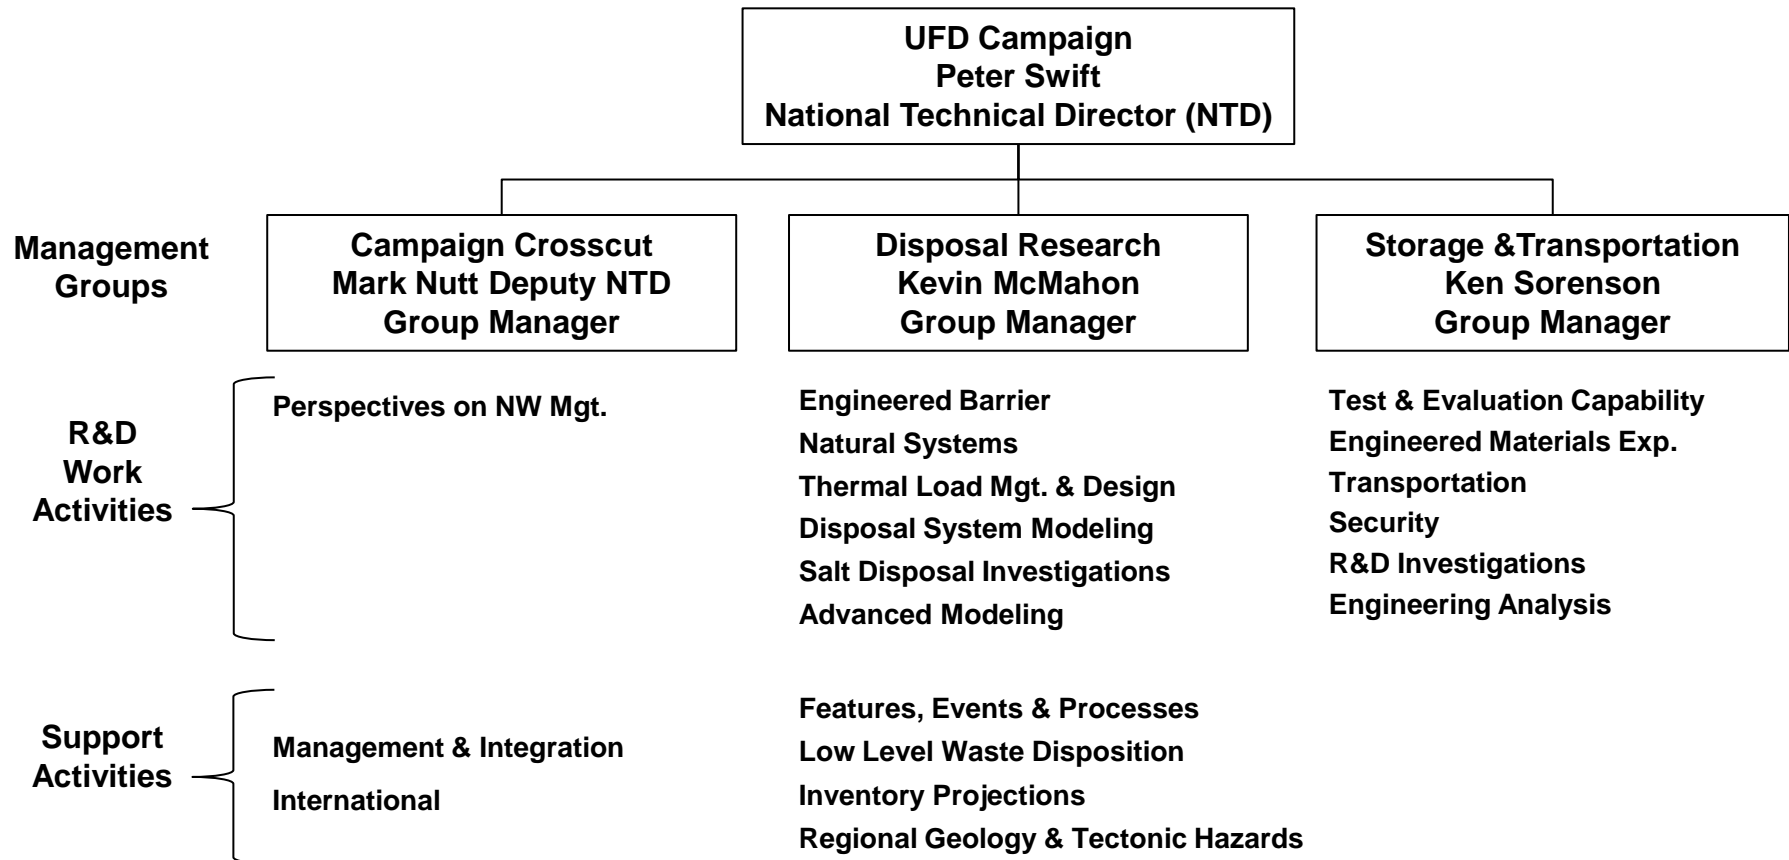 UFD Campaign
Peter Swift
National Technical Director (NTD)
Management
Groups
Campaign Crosscut
Mark Nutt Deputy NTD
Group Manager
Disposal Research
Kevin McMahon
Group Manager
Storage &Transportation
Ken Sorenson
Group Manager
R&D
Work
Activities
Perspectives on NW Mgt.
Engineered Barrier
Natural Systems
Thermal Load Mgt. & Design
Disposal System Modeling
Salt Disposal Investigations
Advanced Modeling
Test & Evaluation Capability
Engineered Materials Exp.
Transportation
Security
R&D Investigations
Engineering Analysis
Support
Activities
Management & Integration
International
Features, Events & Processes
Low Level Waste Disposition
Inventory Projections
Regional Geology & Tectonic Hazards